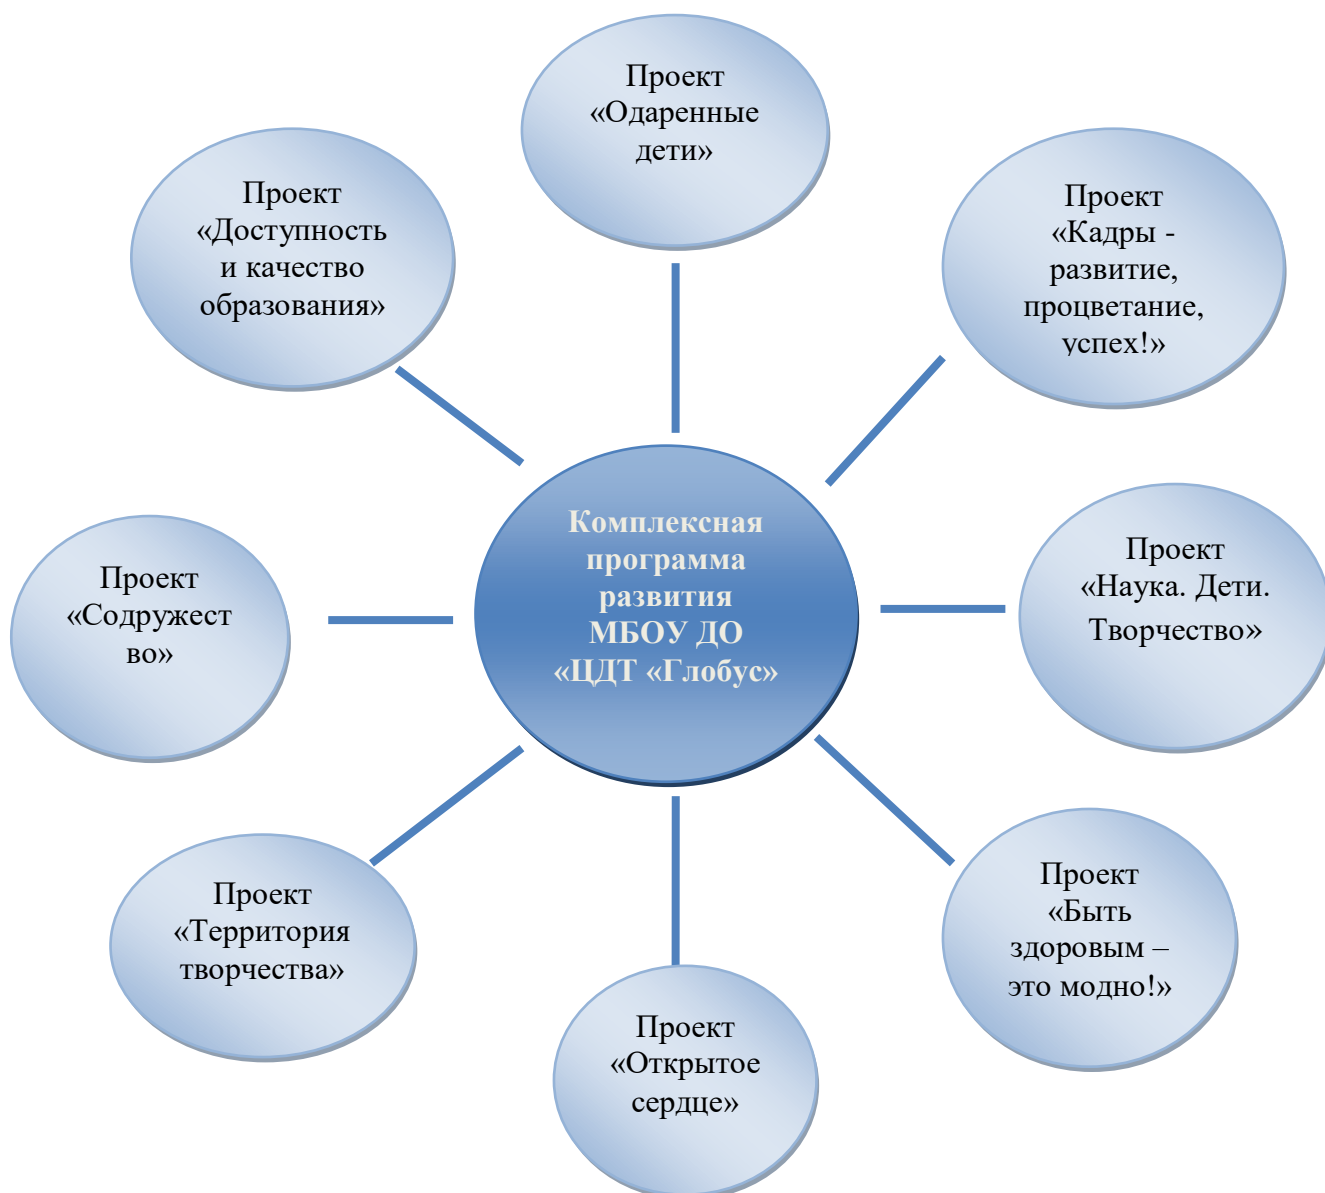 Проект
«Одаренные
дети»
Проект
«Доступность
и качество
образования»
Проект
«Кадры -
развитие,
процветание,
успех!»
Комплексная
программа
развития
МБОУ ДО
«ЦДТ «Глобус»
Проект
«Наука. Дети.
Творчество»
Проект
«Содружест
во»
Проект
«Территория
творчества»
Проект
«Быть
здоровым –
это модно!»
Проект
«Открытое
сердце»